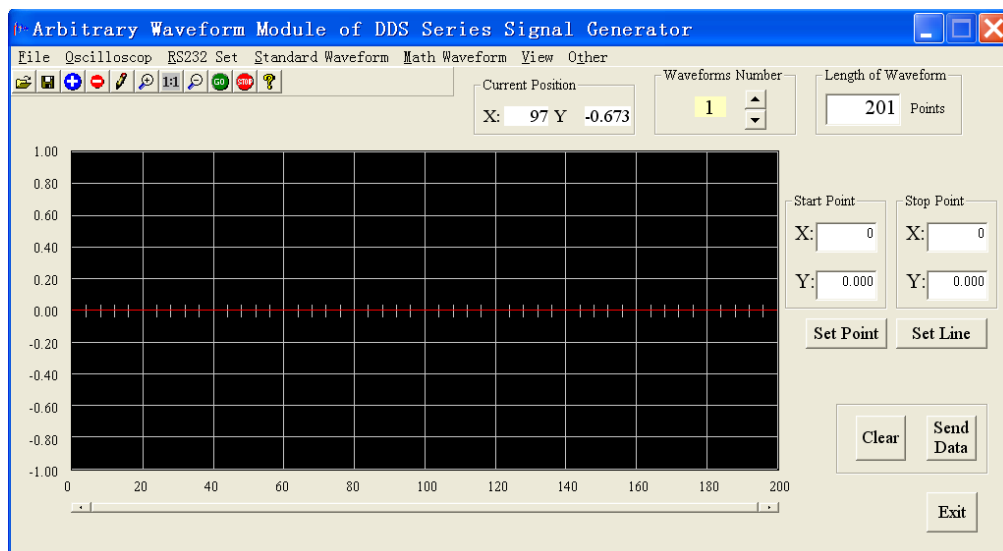 Arbitrary Waveform Module of DDS Series Signal Generator
File Oscilloscop RS232 Set Standard Waveform Math Waveform View Other
1:1 GO STOP ?
Current Position
X: 97 Y -0.673
Waveforms Number
1
Length of Waveform
201 Points
1.00
0.80
0.60
0.40
0.20
0.00
-0.20
-0.40
-0.60
-0.80
-1.00
0 20 40 60 80 100 120 140 160 180 200
Start Point
X: 0
Y: 0.000
Stop Point
X: 0
Y: 0.000
Set Point Set Line
Clear
Send
Data
Exit